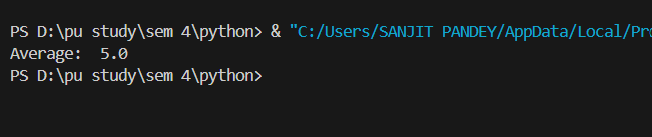 PS D:\pu study\sem 4\python> & "C:/Users/SANJIT PANDEY/AppData/Local/Pro
Average:  5.0
PS D:\pu study\sem 4\python>